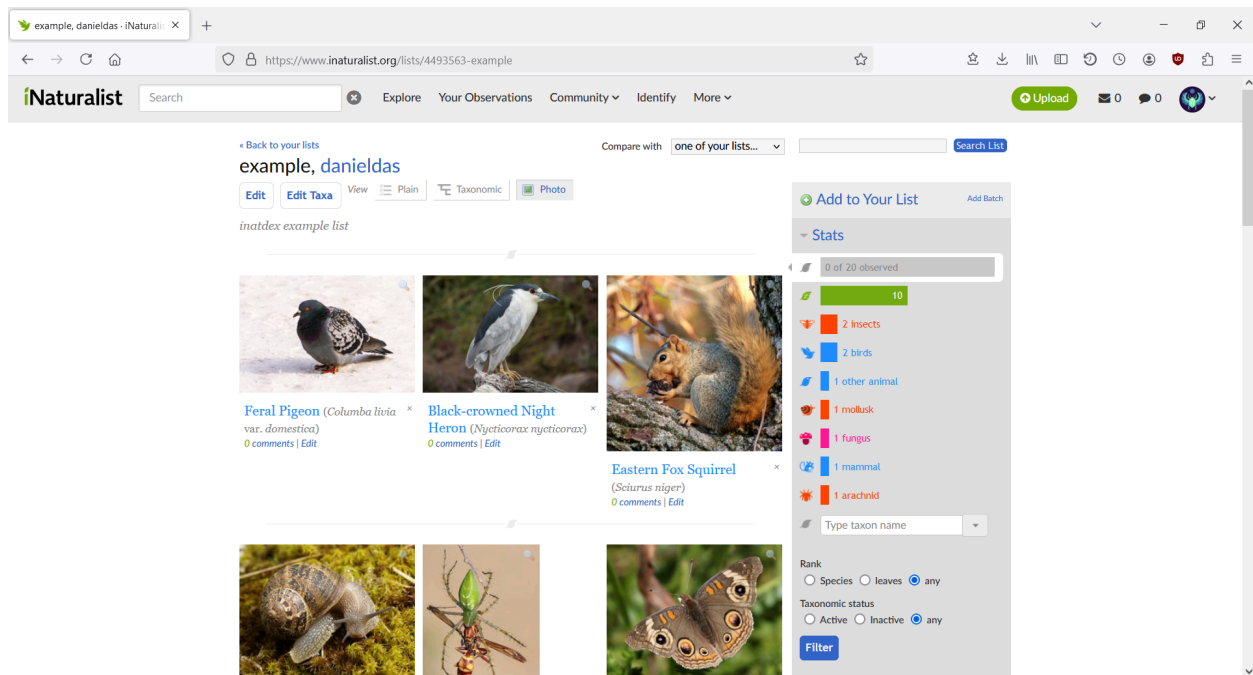 example, danieldas · iNaturalis
https://www.inaturalist.org/lists/4493563-example
iNaturalist
Search
Explore
Your Observations
Community
Identify
More
Upload
0
0
« Back to your lists
Compare with
one of your lists...
Search List
example, danieldas
Edit
Edit Taxa
View
Plain
Taxonomic
Photo
inatdex example list
Feral Pigeon (Columba livia
var. domestica)
0 comments | Edit
Black-crowned Night
Heron (Nycticorax nycticorax)
0 comments | Edit
Eastern Fox Squirrel
(Sciurus niger)
0 comments | Edit
Add to Your List
Add Batch
Stats
0 of 20 observed
10
2 insects
2 birds
1 other animal
1 mollusk
1 fungus
1 mammal
1 arachnid
Type taxon name
Rank
Species
leaves
any
Taxonomic status
Active
Inactive
any
Filter